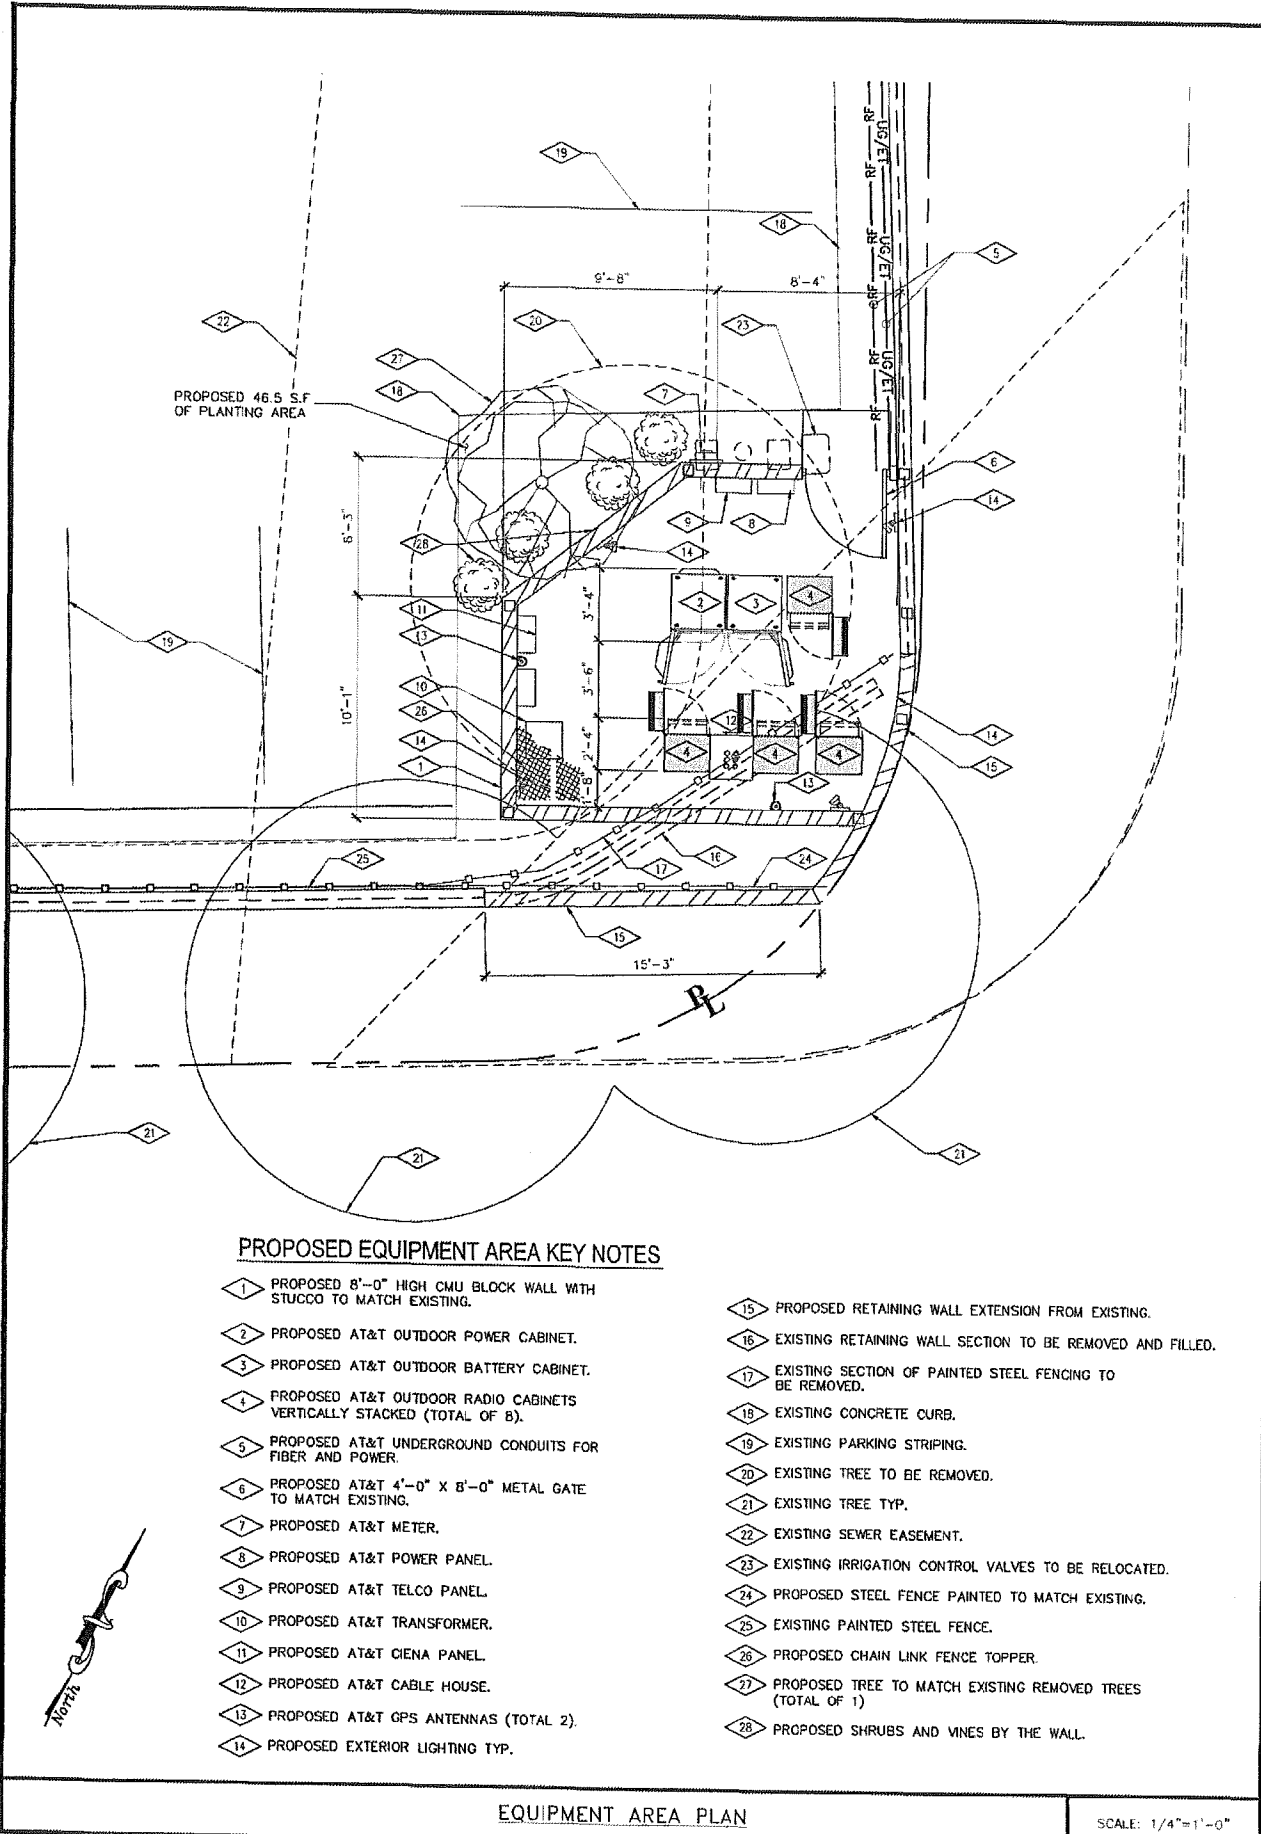 19
18
RF
UG/ET
RF
RF
UG/ET
RF
RF
UG/ET
RF
5
9'-8"
8'-4"
22
20
23
27
18
7
PROPOSED 46.5 S.F
OF PLANTING AREA
6
14
9
8
6'-3"
28
14
2
3
4
11
13
3'-4"
19
3'-6"
10
10'-1"
26
12
14
2'-4"
4
4
4
14
1
15
1'-8"
13
25
17
16
24
15
15'-3"
PL
21
21
21
PROPOSED EQUIPMENT AREA KEY NOTES
1 PROPOSED 8'-0" HIGH CMU BLOCK WALL WITH
STUCCO TO MATCH EXISTING.
2 PROPOSED AT&T OUTDOOR POWER CABINET.
3 PROPOSED AT&T OUTDOOR BATTERY CABINET.
4 PROPOSED AT&T OUTDOOR RADIO CABINETS
VERTICALLY STACKED (TOTAL OF 8).
5 PROPOSED AT&T UNDERGROUND CONDUITS FOR
FIBER AND POWER.
6 PROPOSED AT&T 4'-0" X 8'-0" METAL GATE
TO MATCH EXISTING.
7 PROPOSED AT&T METER.
8 PROPOSED AT&T POWER PANEL.
9 PROPOSED AT&T TELCO PANEL.
10 PROPOSED AT&T TRANSFORMER.
11 PROPOSED AT&T CIENA PANEL.
12 PROPOSED AT&T CABLE HOUSE.
13 PROPOSED AT&T GPS ANTENNAS (TOTAL 2).
14 PROPOSED EXTERIOR LIGHTING TYP.
15 PROPOSED RETAINING WALL EXTENSION FROM EXISTING.
16 EXISTING RETAINING WALL SECTION TO BE REMOVED AND FILLED.
17 EXISTING SECTION OF PAINTED STEEL FENCING TO
BE REMOVED.
18 EXISTING CONCRETE CURB.
19 EXISTING PARKING STRIPING.
20 EXISTING TREE TO BE REMOVED.
21 EXISTING TREE TYP.
22 EXISTING SEWER EASEMENT.
23 EXISTING IRRIGATION CONTROL VALVES TO BE RELOCATED.
24 PROPOSED STEEL FENCE PAINTED TO MATCH EXISTING.
25 EXISTING PAINTED STEEL FENCE.
26 PROPOSED CHAIN LINK FENCE TOPPER.
27 PROPOSED TREE TO MATCH EXISTING REMOVED TREES
(TOTAL OF 1)
28 PROPOSED SHRUBS AND VINES BY THE WALL.
North
EQUIPMENT AREA PLAN
SCALE: 1/4"=1'-0"